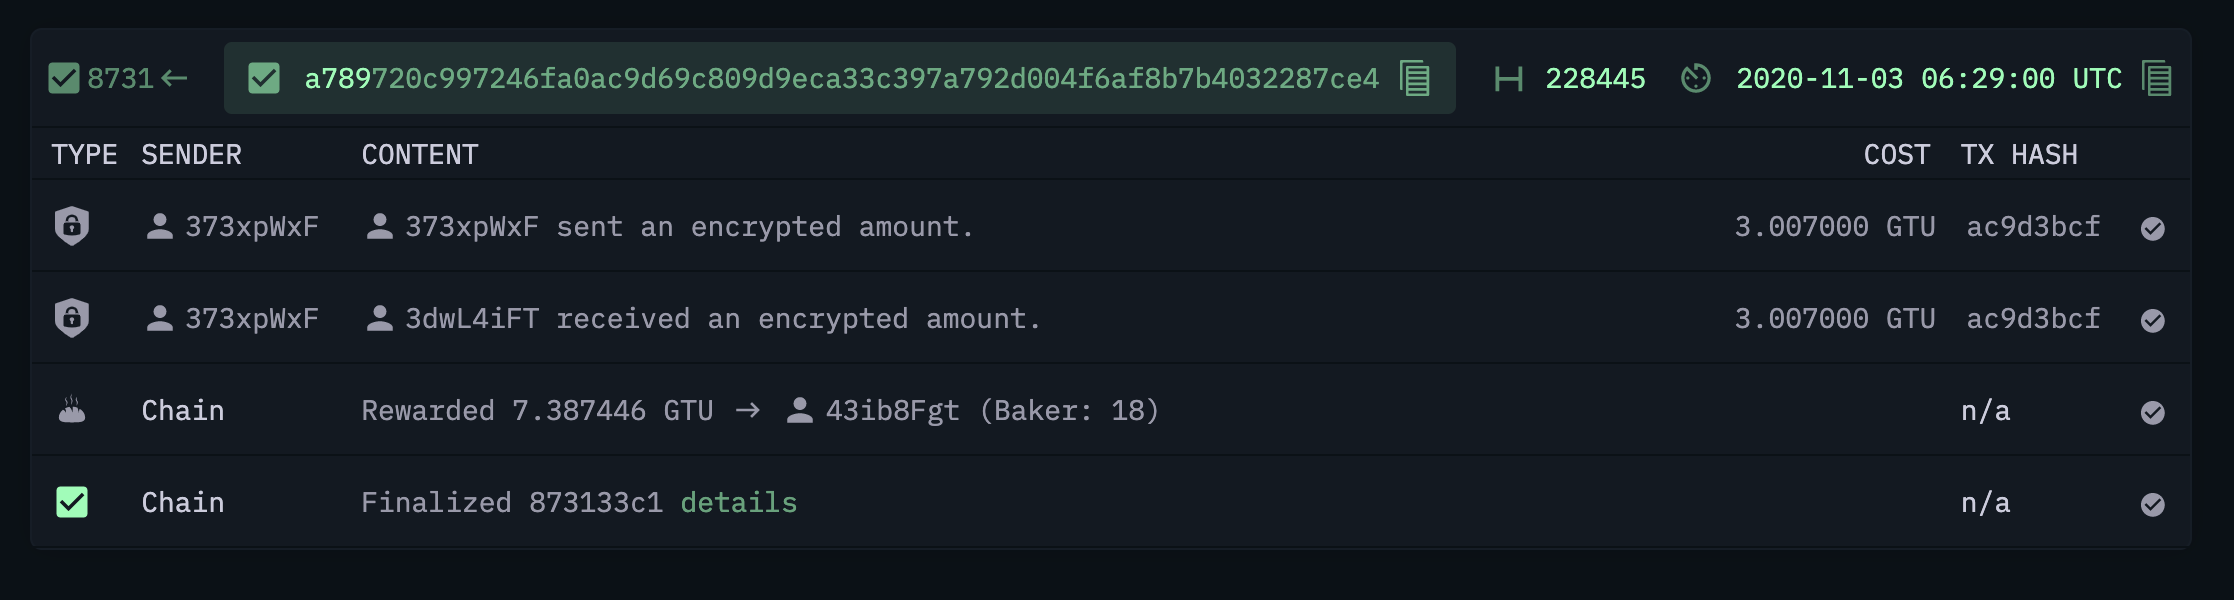 8731← a789720c997246fa0ac9d69c809d9eca33c397a792d004f6af8b7b4032287ce4 228445 2020-11-03 06:29:00 UTC
TYPE SENDER CONTENT COST TX HASH
373xpWxF 373xpWxF sent an encrypted amount. 3.007000 GTU ac9d3bcf
373xpWxF 3dwL4iFT received an encrypted amount. 3.007000 GTU ac9d3bcf
Chain Rewarded 7.387446 GTU → 43ib8Fgt (Baker: 18) n/a
Chain Finalized 873133c1 details n/a